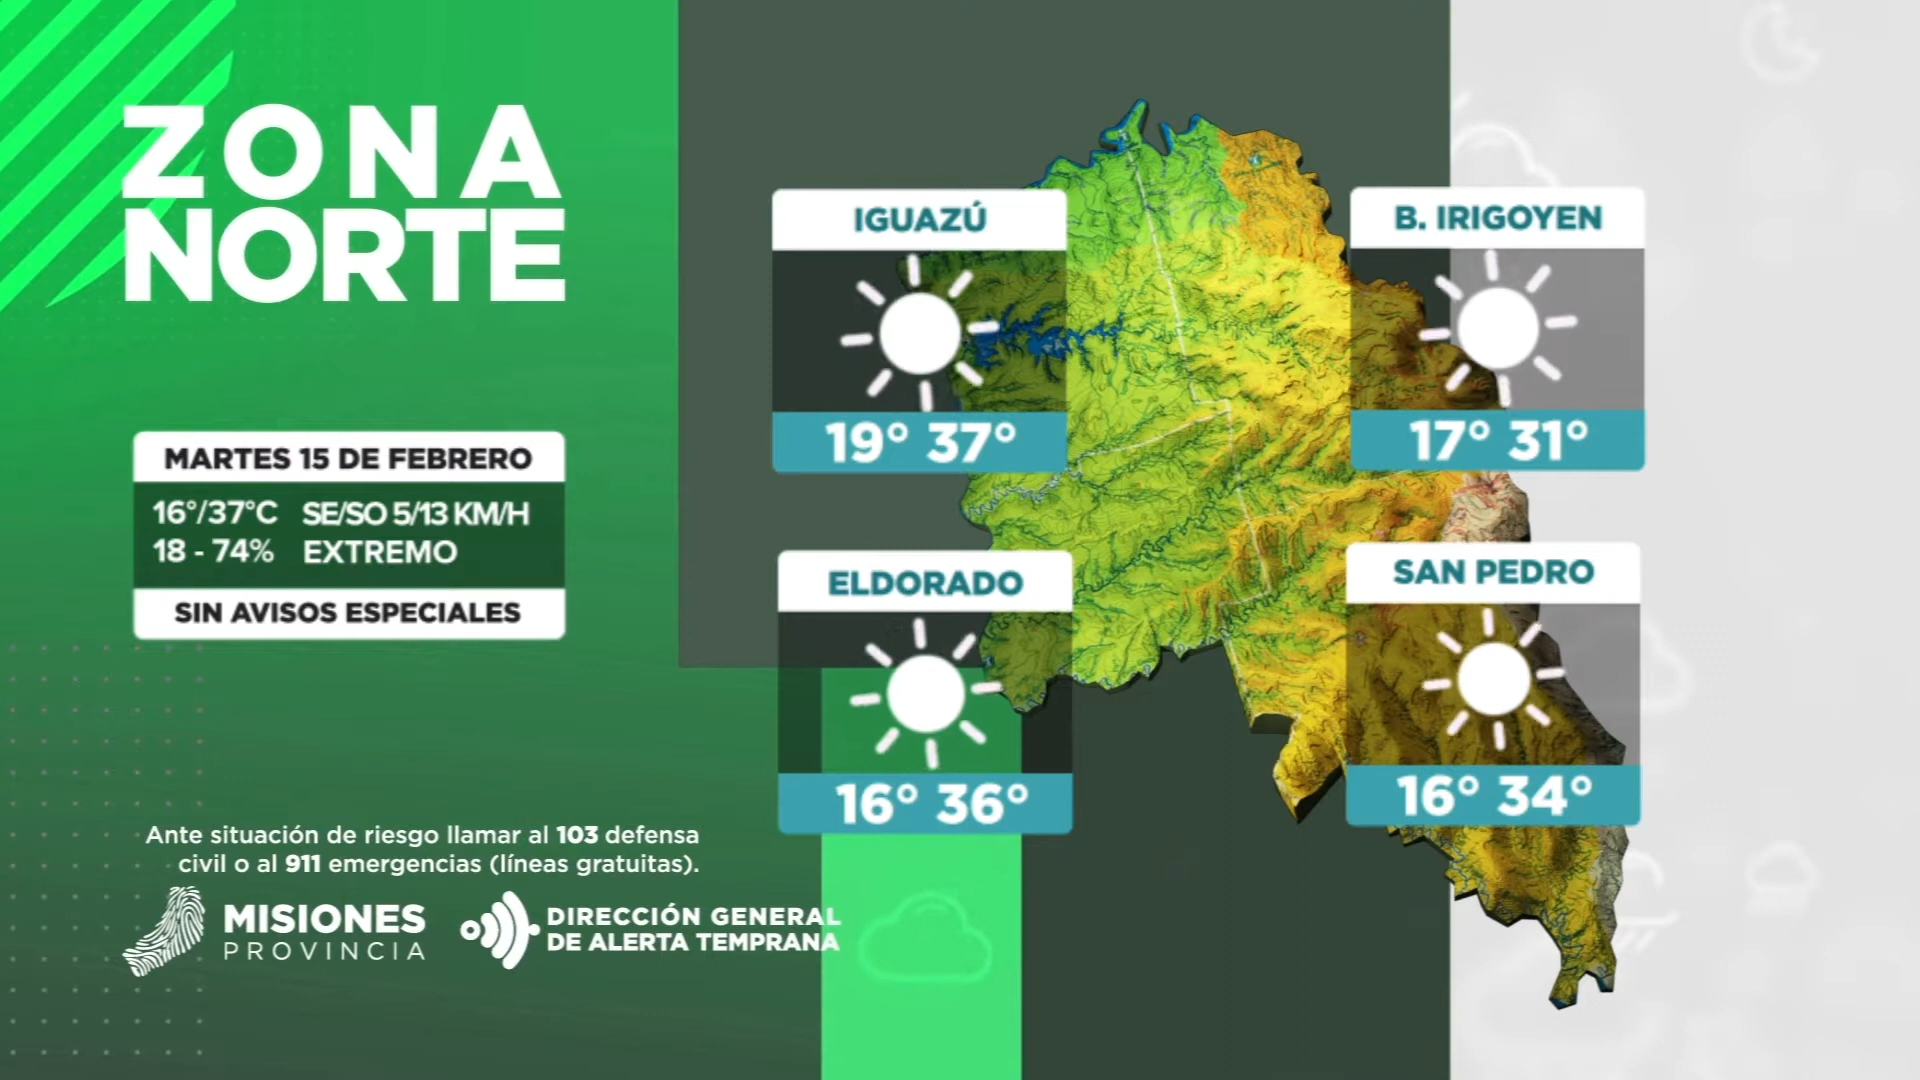 ZONA
NORTE
MARTES 15 DE FEBRERO
16°/37°C SE/SO 5/13 KM/H
18 - 74% EXTREMO
SIN AVISOS ESPECIALES
IGUAZÚ
19° 37°
B. IRIGOYEN
17° 31°
ELDORADO
16° 36°
SAN PEDRO
16° 34°
Ante situación de riesgo llamar al 103 defensa
civil o al 911 emergencias (líneas gratuitas).
MISIONES
PROVINCIA
DIRECCIÓN GENERAL
DE ALERTA TEMPRANA